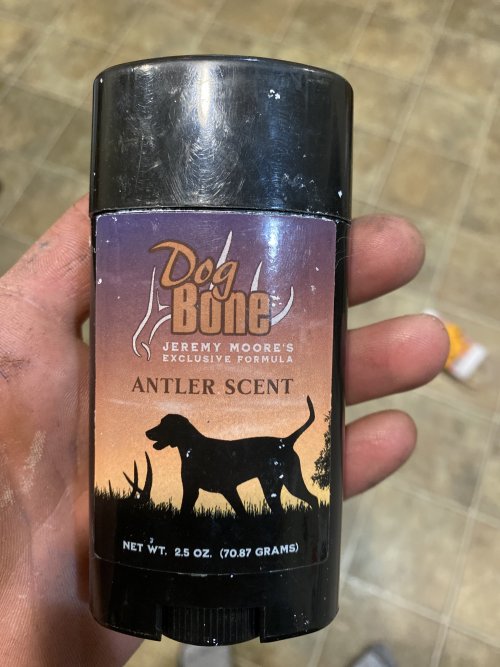 Dog
Bone
JEREMY MOORE'S
EXCLUSIVE FORMULA
ANTLER SCENT
NET WT. 2.5 OZ. (70.87 GRAMS)